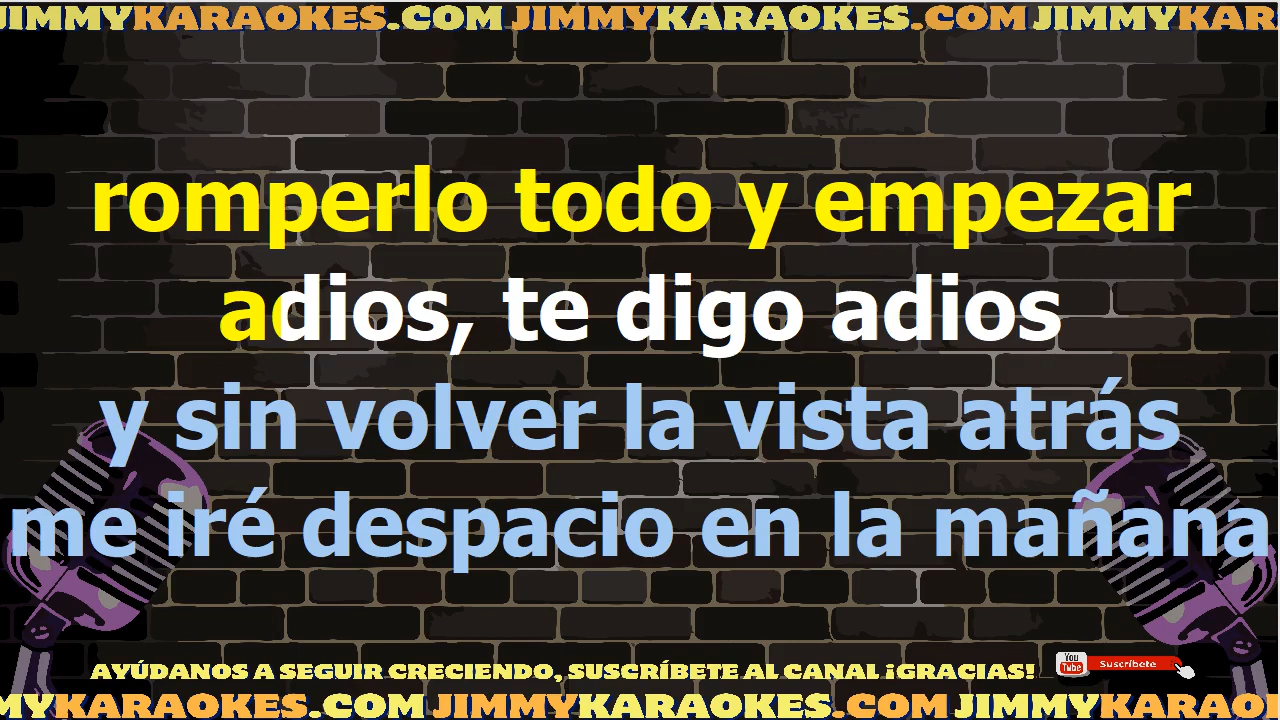 JIMMYKARAOKES.COM JIMMYKARAOKES.COM JIMMYKAR
romperlo todo y empezar
adios, te digo adios
y sin volver la vista atrás
me iré despacio en la mañana
AYÚDANOS A SEGUIR CRECIENDO, SUSCRÍBETE AL CANAL ¡GRACIAS!
You Tube Suscríbete
MYKARAOKES.COM JIMMYKARAOKES.COM JIMMYKARAO